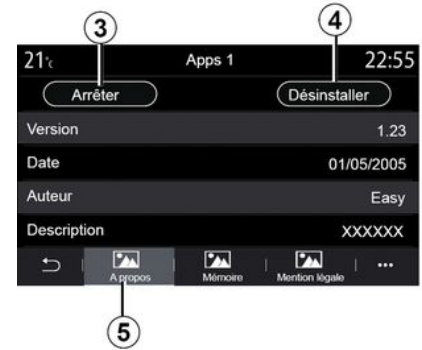 3
4
21°c Apps 1 22:55
Arrêter Désinstaller
Version 1.23
Date 01/05/2005
Auteur Easy
Description XXXXXX
A propos Mémoire Mention légale
5